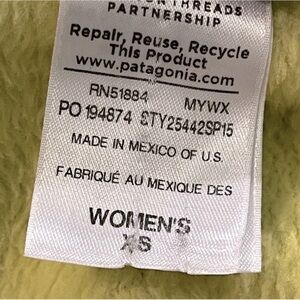 THREADS
PARTNERSHIP
Repair, Reuse, Recycle
This Product
www.patagonia.com
RN51884 MYWX
PO 194874 STY25442SP15
MADE IN MEXICO OF U.S.
FABRIQUÉ AU MEXIQUE DES
WOMEN'S
XS